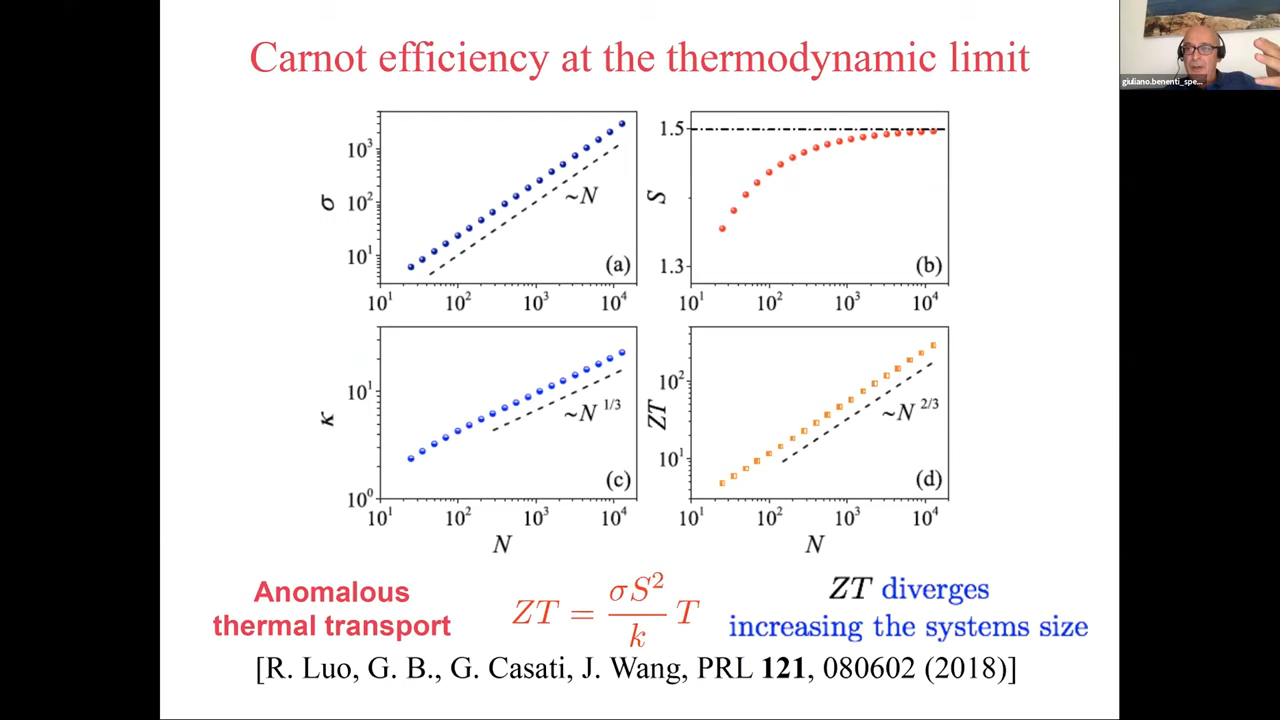 Carnot efficiency at the thermodynamic limit
giuliano.benenti_spe...
σ
10³
10²
10¹
~N
(a)
10¹ 10² 10³ 10⁴
S
1.5
1.3
(b)
10¹ 10² 10³ 10⁴
κ
10¹
10⁰
~N 1/3
(c)
10¹ 10² 10³ 10⁴
N
ZT
10²
10¹
~N 2/3
(d)
10¹ 10² 10³ 10⁴
N
Anomalous
thermal transport
ZT = σS²/k T
ZT diverges
increasing the systems size
[R. Luo, G. B., G. Casati, J. Wang, PRL 121, 080602 (2018)]